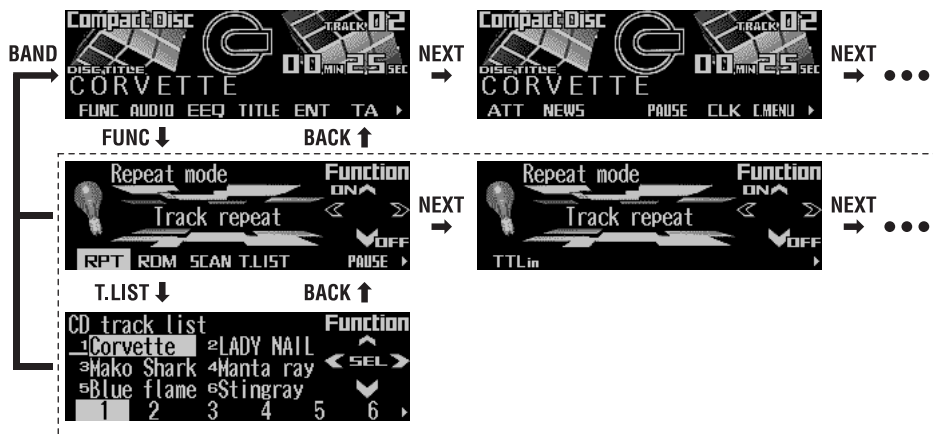 CompactDisc TRACK 02
BAND
NEXT
00 MIN 25 SEC
DISC TITLE
CORVETTE
FUNC AUDIO EEQ TITLE ENT TA
CompactDisc TRACK 02
NEXT
00 MIN 25 SEC
DISC TITLE
CORVETTE
ATT NEWS PAUSE CLK C.MENU
FUNC BACK
Repeat mode Function
ON
Track repeat
OFF
RPT RDM SCAN T.LIST PAUSE
NEXT
Repeat mode Function
ON
Track repeat
OFF
TTLin
NEXT
T.LIST BACK
CD track list Function
1Corvette 2LADY NAIL
3Mako Shark 4Manta ray SEL
5Blue flame 6Stingray
1 2 3 4 5 6